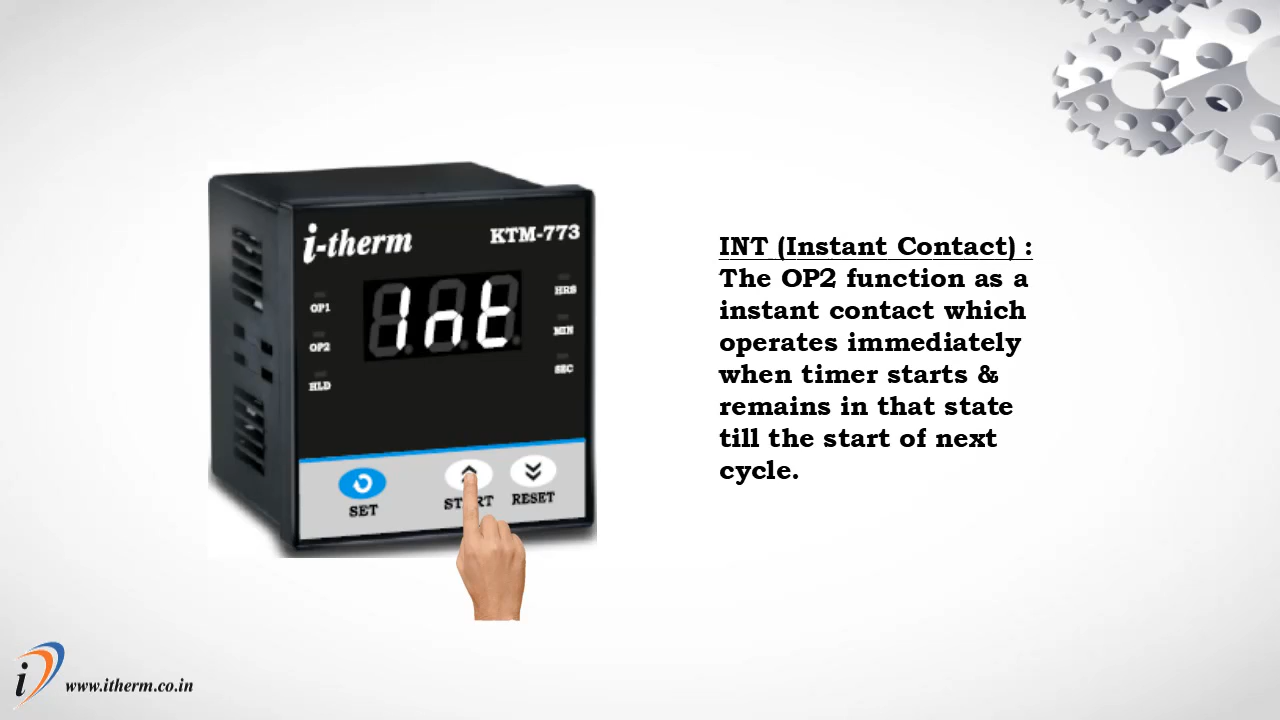 i-therm KTM-773
Int
OP1
OP2
HLD
HRS
MIN
SEC
SET START RESET
INT (Instant Contact) :
The OP2 function as a
instant contact which
operates immediately
when timer starts &
remains in that state
till the start of next
cycle.
i www.itherm.co.in